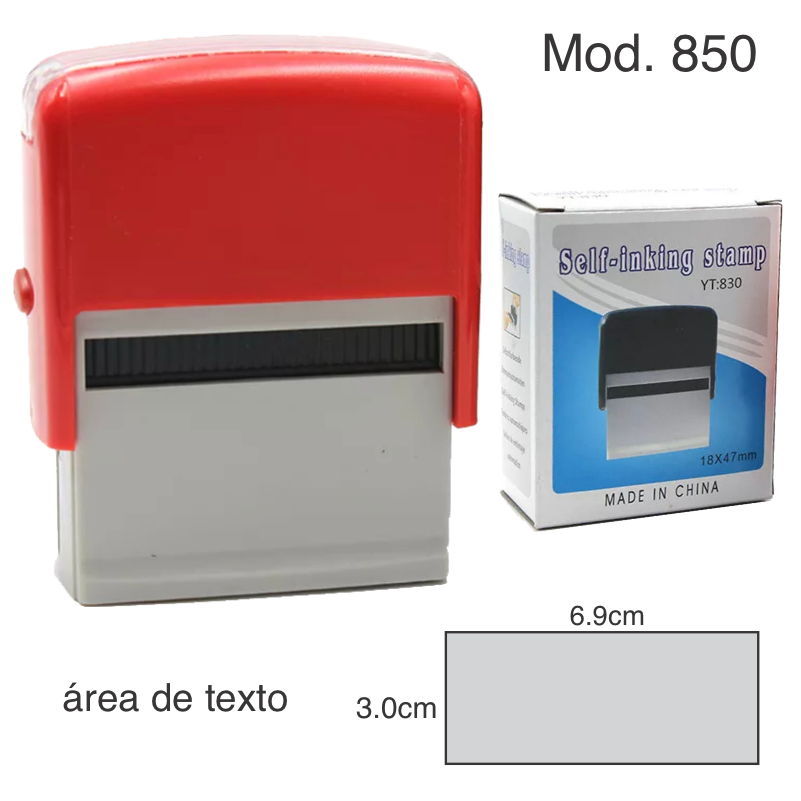 Mod. 850
Self-inking stamp
YT:830
18X47mm
MADE IN CHINA
6.9cm
área de texto
3.0cm